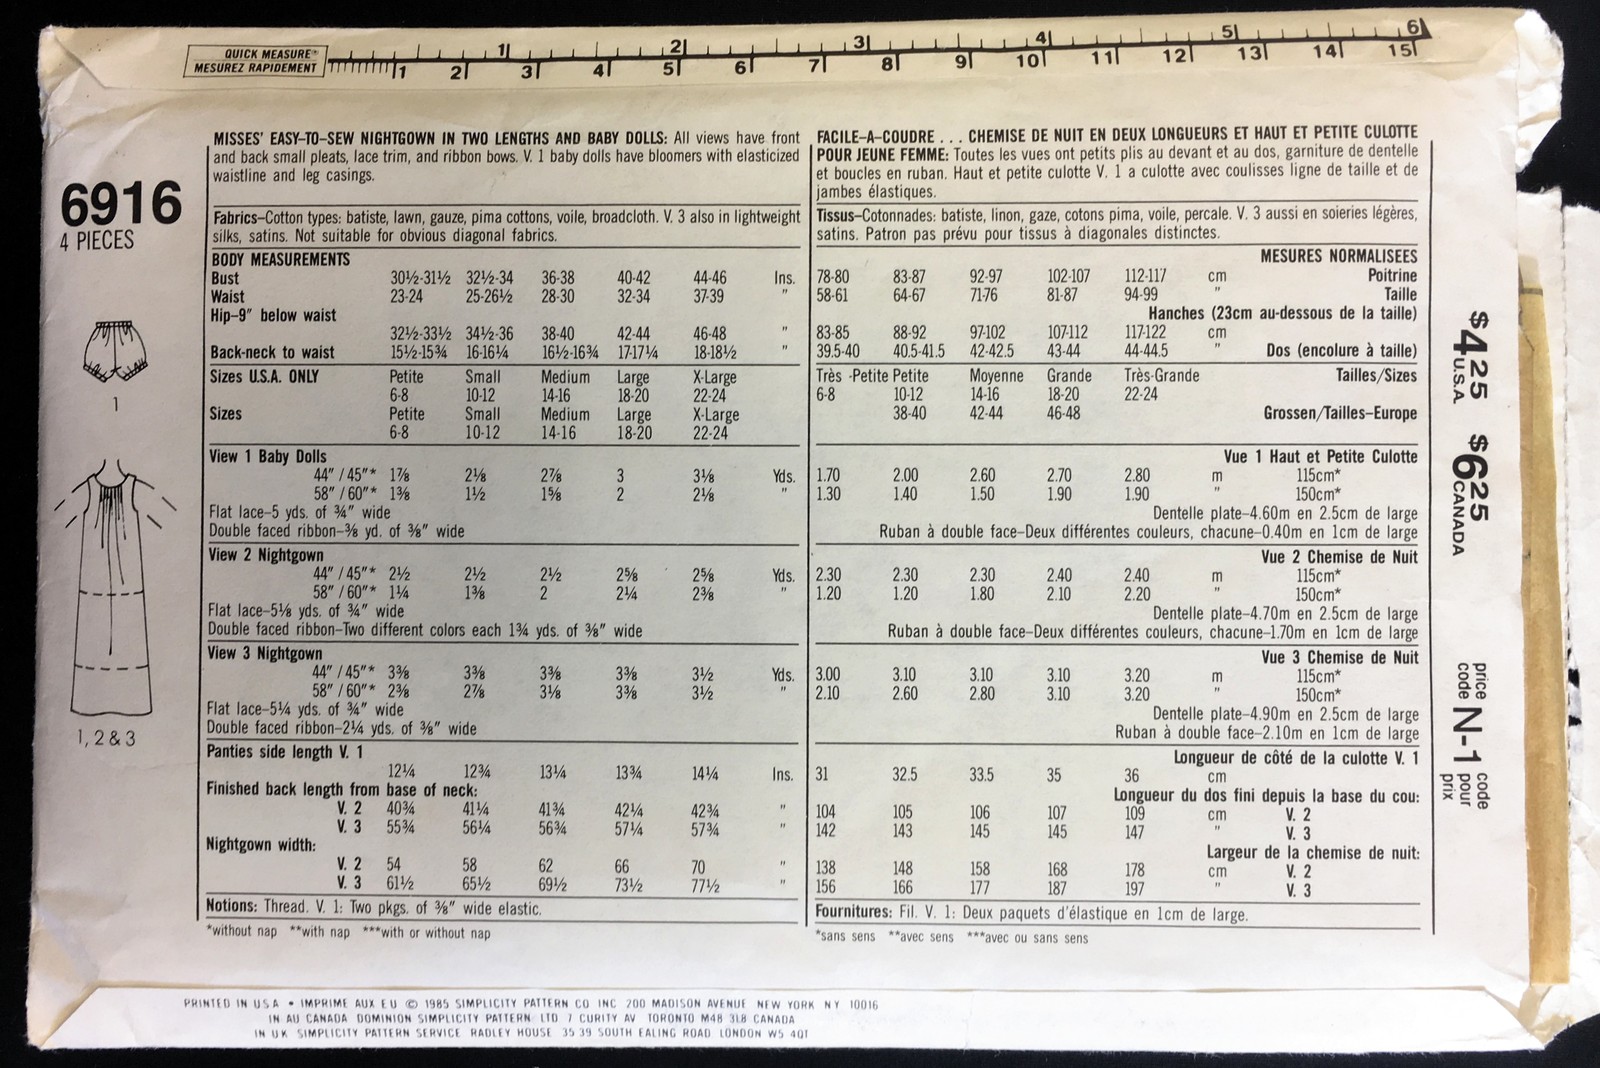 QUICK MEASURE®
MESUREZ RAPIDEMENT
1 2 3 4 5 6
1 2 3 4 5 6 7 8 9 10 11 12 13 14 15
6916
4 PIECES
1
1, 2 & 3
MISSES' EASY-TO-SEW NIGHTGOWN IN TWO LENGTHS AND BABY DOLLS: All views have front
and back small pleats, lace trim, and ribbon bows. V. 1 baby dolls have bloomers with elasticized
waistline and leg casings.
Fabrics—Cotton types: batiste, lawn, gauze, pima cottons, voile, broadcloth. V. 3 also in lightweight
silks, satins. Not suitable for obvious diagonal fabrics.
BODY MEASUREMENTS
Bust 30½-31½ 32½-34 36-38 40-42 44-46 Ins.
Waist 23-24 25-26½ 28-30 32-34 37-39 "
Hip—9" below waist
32½-33½ 34½-36 38-40 42-44 46-48 "
Back-neck to waist 15½-15¾ 16-16¼ 16½-16¾ 17-17¼ 18-18½ "
Sizes U.S.A. ONLY Petite Small Medium Large X-Large
6-8 10-12 14-16 18-20 22-24
Sizes Petite Small Medium Large X-Large
6-8 10-12 14-16 18-20 22-24
View 1 Baby Dolls
44" / 45"* 1⅞ 2⅛ 2⅞ 3 3⅛ Yds.
58" / 60"* 1⅜ 1½ 1⅝ 2 2⅛ "
Flat lace—5 yds. of ¾" wide
Double faced ribbon—⅜ yd. of ⅜" wide
View 2 Nightgown
44" / 45"* 2½ 2½ 2½ 2⅝ 2⅝ Yds.
58" / 60"* 1¼ 1⅜ 2 2¼ 2⅜ "
Flat lace—5⅛ yds. of ¾" wide
Double faced ribbon—Two different colors each 1¾ yds. of ⅜" wide
View 3 Nightgown
44" / 45"* 3⅜ 3⅜ 3⅜ 3⅜ 3½ Yds.
58" / 60"* 2⅜ 2⅞ 3⅛ 3⅜ 3½ "
Flat lace—5¼ yds. of ¾" wide
Double faced ribbon—2¼ yds. of ⅜" wide
Panties side length V. 1
12¼ 12¾ 13¼ 13¾ 14¼ Ins.
Finished back length from base of neck:
V. 2 40¾ 41¼ 41¾ 42¼ 42¾ "
V. 3 55¾ 56¼ 56¾ 57¼ 57¾ "
Nightgown width:
V. 2 54 58 62 66 70 "
V. 3 61½ 65½ 69½ 73½ 77½ "
Notions: Thread. V. 1: Two pkgs. of ⅜" wide elastic.
*without nap **with nap ***with or without nap
FACILE-A-COUDRE . . . CHEMISE DE NUIT EN DEUX LONGUEURS ET HAUT ET PETITE CULOTTE
POUR JEUNE FEMME: Toutes les vues ont petits plis au devant et au dos, garniture de dentelle
et boucles en ruban. Haut et petite culotte V. 1 a culotte avec coulisses ligne de taille et de
jambes élastiques.
Tissus—Cotonnades: batiste, linon, gaze, cotons pima, voile, percale. V. 3 aussi en soieries légères,
satins. Patron pas prévu pour tissus à diagonales distinctes.
MESURES NORMALISEES
78-80 83-87 92-97 102-107 112-117 cm Poitrine
58-61 64-67 71-76 81-87 94-99 " Taille
Hanches (23cm au-dessous de la taille)
83-85 88-92 97-102 107-112 117-122 cm
39.5-40 40.5-41.5 42-42.5 43-44 44-44.5 " Dos (encolure à taille)
Très -Petite Petite Moyenne Grande Très-Grande Tailles/Sizes
6-8 10-12 14-16 18-20 22-24
38-40 42-44 46-48 Grossen/Tailles-Europe
Vue 1 Haut et Petite Culotte
1.70 2.00 2.60 2.70 2.80 m 115cm*
1.30 1.40 1.50 1.90 1.90 " 150cm*
Dentelle plate—4.60m en 2.5cm de large
Ruban à double face—Deux différentes couleurs, chacune—0.40m en 1cm de large
Vue 2 Chemise de Nuit
2.30 2.30 2.30 2.40 2.40 m 115cm*
1.20 1.20 1.80 2.10 2.20 " 150cm*
Dentelle plate—4.70m en 2.5cm de large
Ruban à double face—Deux différentes couleurs, chacune—1.70m en 1cm de large
Vue 3 Chemise de Nuit
3.00 3.10 3.10 3.10 3.20 m 115cm*
2.10 2.60 2.80 3.10 3.20 " 150cm*
Dentelle plate—4.90m en 2.5cm de large
Ruban à double face—2.10m en 1cm de large
Longueur de côté de la culotte V. 1
31 32.5 33.5 35 36 cm
Longueur du dos fini depuis la base du cou:
104 105 106 107 109 cm V. 2
142 143 145 145 147 " V. 3
Largeur de la chemise de nuit:
138 148 158 168 178 cm V. 2
156 166 177 187 197 " V. 3
Fournitures: Fil. V. 1: Deux paquets d'élastique en 1cm de large.
*sans sens **avec sens ***avec ou sans sens
$4.25 U.S.A.
$6.25 CANADA
price code N-1 code pour prix
PRINTED IN U.S.A. • IMPRIME AUX E.U. © 1985 SIMPLICITY PATTERN CO INC 200 MADISON AVENUE NEW YORK N Y 10016
IN AU CANADA DOMINION SIMPLICITY PATTERN LTD 7 CURITY AV TORONTO M4B 3L8 CANADA
IN U K SIMPLICITY PATTERN SERVICE RADLEY HOUSE 35 39 SOUTH EALING ROAD LONDON W5 4QT